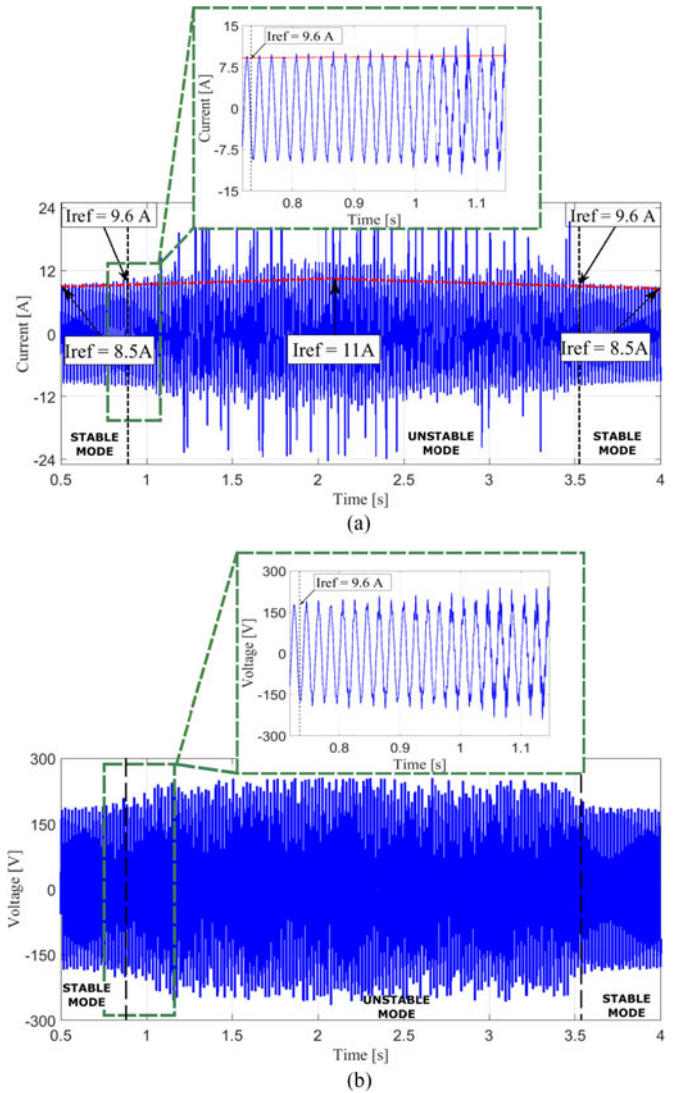 15
Iref = 9.6 A
7.5
0
-7.5
-15
Current [A]
0.8
0.9
1
1.1
Time [s]
24
Iref = 9.6 A
Iref = 9.6 A
12
0
Iref = 8.5A
Iref = 11A
Iref = 8.5A
-12
-24
Current [A]
STABLE
MODE
UNSTABLE
MODE
STABLE
MODE
0.5
1
1.5
2
2.5
3
3.5
4
Time [s]
(a)
300
Iref = 9.6 A
150
0
-150
-300
Voltage [V]
0.8
0.9
1
1.1
Time [s]
300
150
0
-150
-300
Voltage [V]
STABLE
MODE
UNSTABLE
MODE
STABLE
MODE
0.5
1
1.5
2
2.5
3
3.5
4
Time [s]
(b)